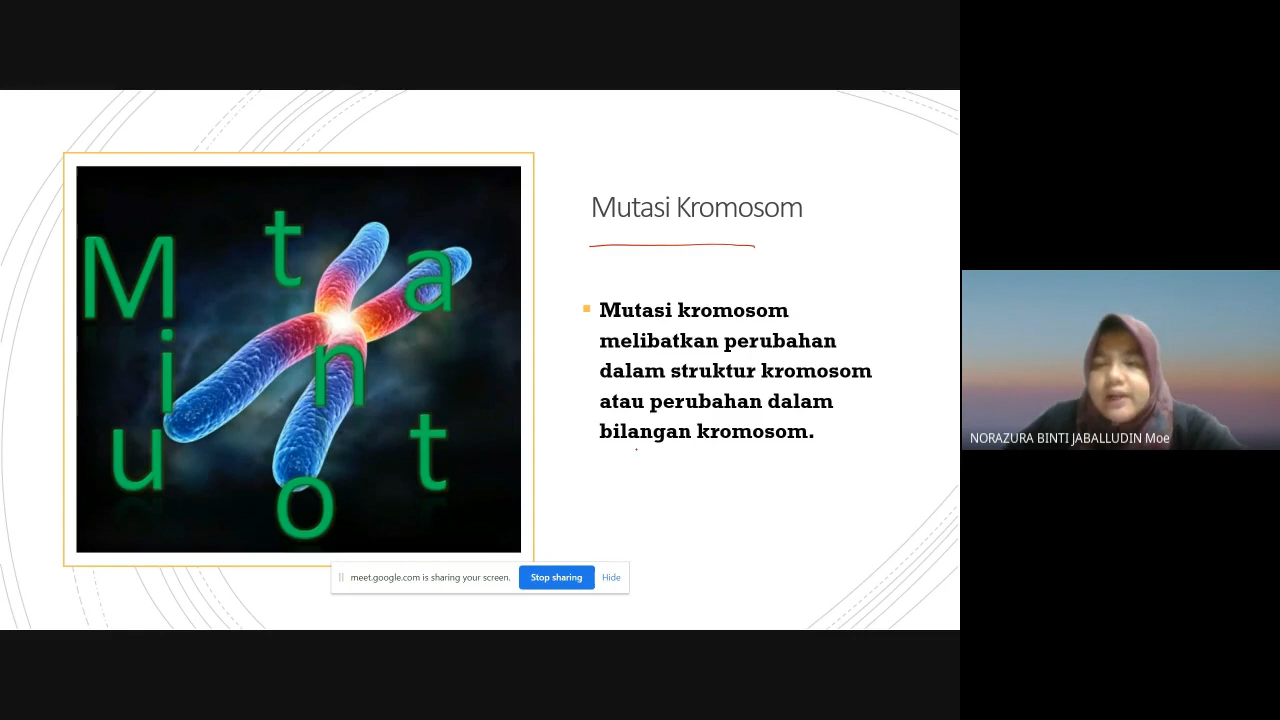 M
t
a
i
n
u
t
o
Mutasi Kromosom
Mutasi kromosom
melibatkan perubahan
dalam struktur kromosom
atau perubahan dalam
bilangan kromosom.
meet.google.com is sharing your screen. Stop sharing Hide
NORAZURA BINTI JABALLUDIN Moe